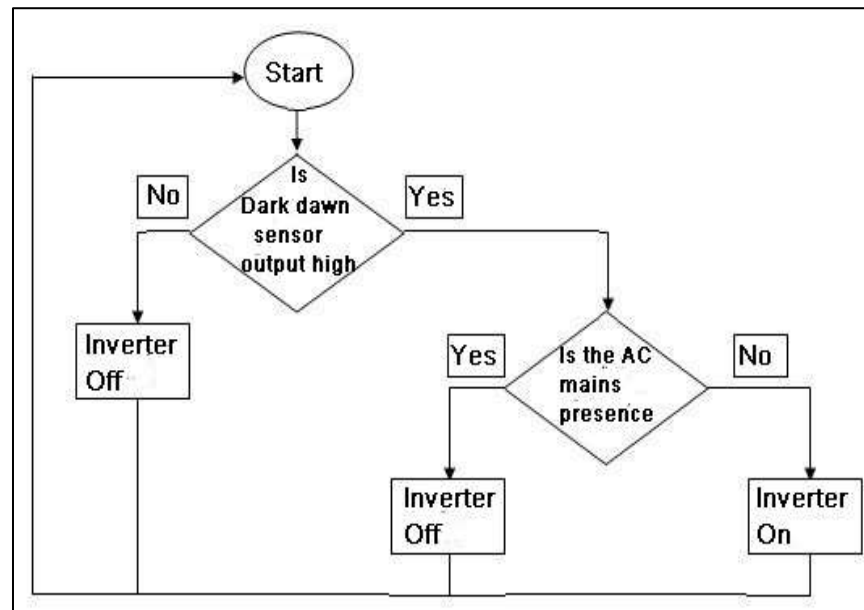 Start
Is
Dark dawn
sensor
output high
No
Yes
Inverter
Off
Is the AC
mains
presence
Yes
No
Inverter
Off
Inverter
On